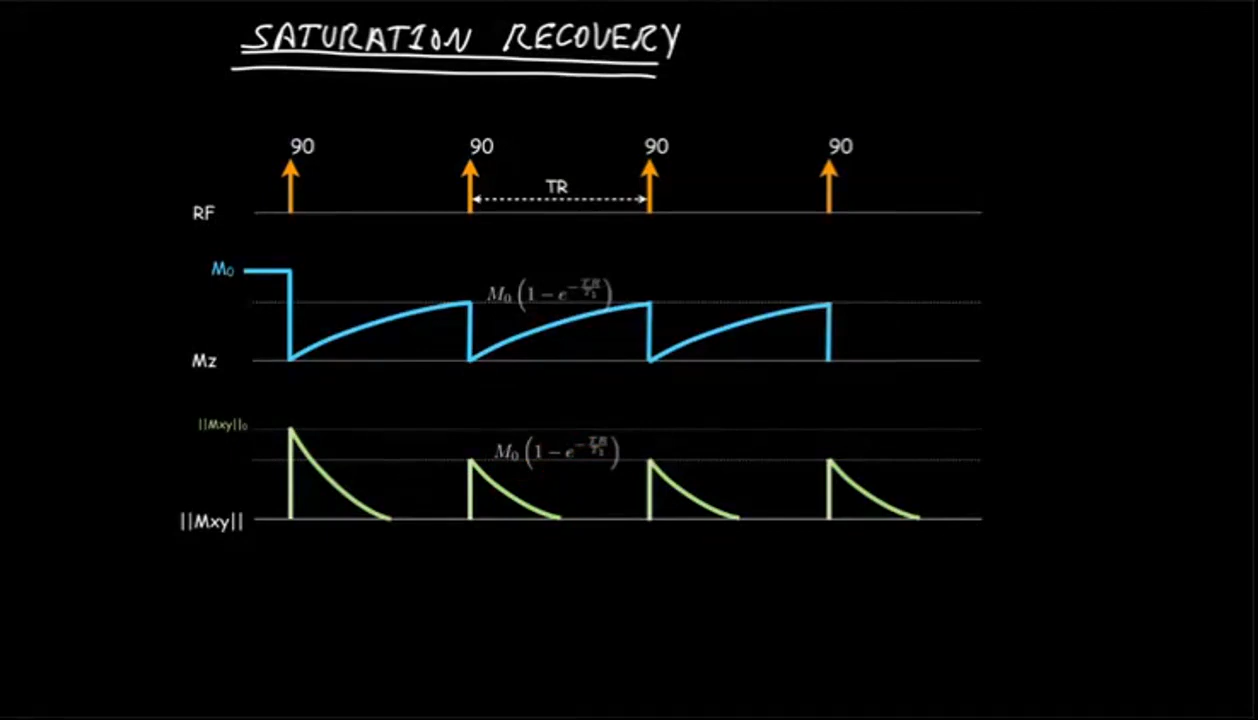 SATURATION RECOVERY
90 90 90 90
TR
RF
M₀
M₀(1 − e^(−TR/T₁))
Mz
||Mxy||₀
M₀(1 − e^(−TR/T₁))
||Mxy||